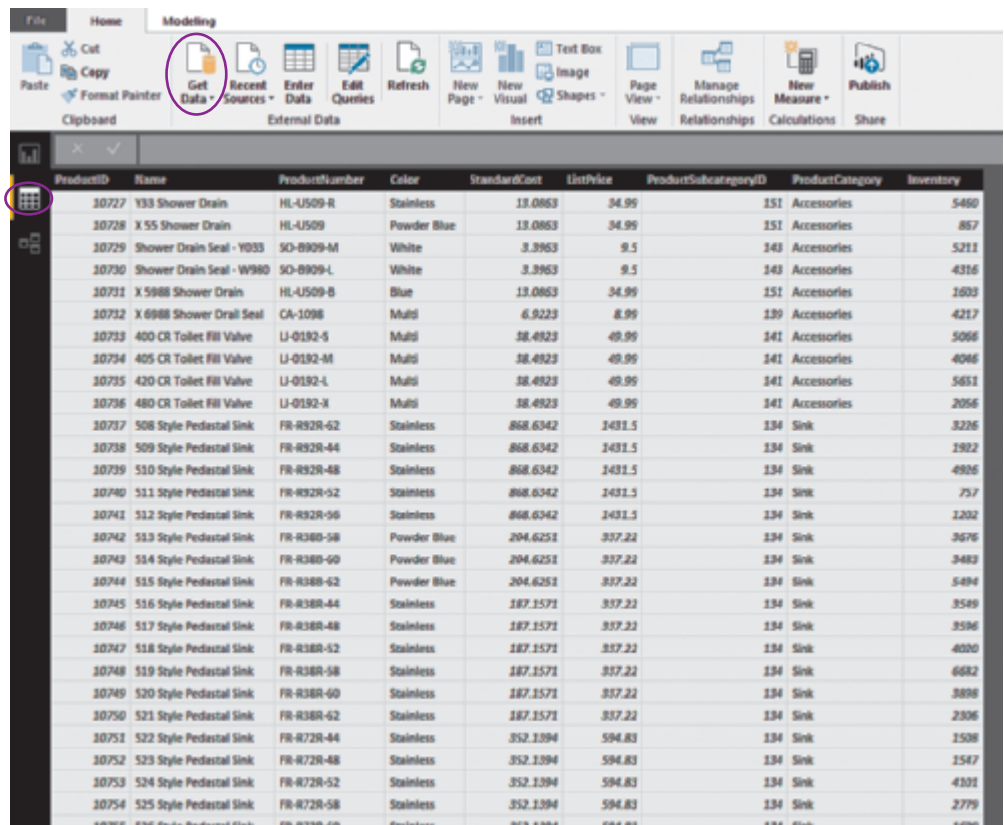 File Home Modeling
Cut
Copy
Format Painter
Paste
Clipboard
Get Data
Recent Sources
Enter Data
Edit Queries
External Data
Refresh
New Page
New Visual
Text Box
Image
Shapes
Insert
Page View
View
Manage Relationships
Relationships
New Measure
Calculations
Publish
Share
ProductID Name ProductNumber Color StandardCost ListPrice ProductSubcategoryID ProductCategory Inventory
10727 Y33 Shower Drain HL-U509-R Stainless 13.0863 34.99 151 Accessories 5460
10728 X 55 Shower Drain HL-U509 Powder Blue 13.0863 34.99 151 Accessories 867
10729 Shower Drain Seal - Y033 SO-B909-M White 3.3963 9.5 143 Accessories 5211
10730 Shower Drain Seal - W980 SO-B909-L White 3.3963 9.5 143 Accessories 4316
10731 X 5988 Shower Drain HL-U509-B Blue 13.0863 34.99 151 Accessories 1603
10732 X 6988 Shower Drail Seal CA-1098 Multi 6.9223 8.99 139 Accessories 4217
10733 400 CR Toilet Fill Valve LJ-0192-S Multi 38.4923 49.99 141 Accessories 5066
10734 405 CR Toilet Fill Valve LJ-0192-M Multi 38.4923 49.99 141 Accessories 4046
10735 420 CR Toilet Fill Valve LJ-0192-L Multi 38.4923 49.99 141 Accessories 5651
10736 480 CR Toilet Fill Valve LJ-0192-X Multi 38.4923 49.99 141 Accessories 2056
10737 508 Style Pedastal Sink FR-R92R-62 Stainless 868.6342 1431.5 134 Sink 3226
10738 509 Style Pedastal Sink FR-R92R-44 Stainless 868.6342 1431.5 134 Sink 1922
10739 510 Style Pedastal Sink FR-R92R-48 Stainless 868.6342 1431.5 134 Sink 4926
10740 511 Style Pedastal Sink FR-R92R-52 Stainless 868.6342 1431.5 134 Sink 757
10741 512 Style Pedastal Sink FR-R92R-56 Stainless 868.6342 1431.5 134 Sink 1202
10742 513 Style Pedastal Sink FR-R38B-58 Powder Blue 204.6251 337.22 134 Sink 3676
10743 514 Style Pedastal Sink FR-R38B-60 Powder Blue 204.6251 337.22 134 Sink 3483
10744 515 Style Pedastal Sink FR-R38B-62 Powder Blue 204.6251 337.22 134 Sink 5494
10745 516 Style Pedastal Sink FR-R38R-44 Stainless 187.1571 337.22 134 Sink 3549
10746 517 Style Pedastal Sink FR-R38R-48 Stainless 187.1571 337.22 134 Sink 3596
10747 518 Style Pedastal Sink FR-R38R-52 Stainless 187.1571 337.22 134 Sink 4020
10748 519 Style Pedastal Sink FR-R38R-58 Stainless 187.1571 337.22 134 Sink 6682
10749 520 Style Pedastal Sink FR-R38R-60 Stainless 187.1571 337.22 134 Sink 3898
10750 521 Style Pedastal Sink FR-R38R-62 Stainless 187.1571 337.22 134 Sink 2306
10751 522 Style Pedastal Sink FR-R72R-44 Stainless 352.1394 594.83 134 Sink 1508
10752 523 Style Pedastal Sink FR-R72R-48 Stainless 352.1394 594.83 134 Sink 1547
10753 524 Style Pedastal Sink FR-R72R-52 Stainless 352.1394 594.83 134 Sink 4101
10754 525 Style Pedastal Sink FR-R72R-58 Stainless 352.1394 594.83 134 Sink 2779